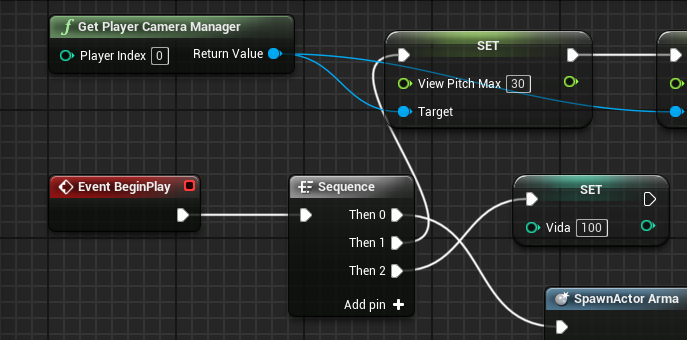 f Get Player Camera Manager
Player Index 0 Return Value
SET
View Pitch Max 30
Target
Event BeginPlay
Sequence
Then 0
Then 1
Then 2
Add pin +
SET
Vida 100
SpawnActor Arma